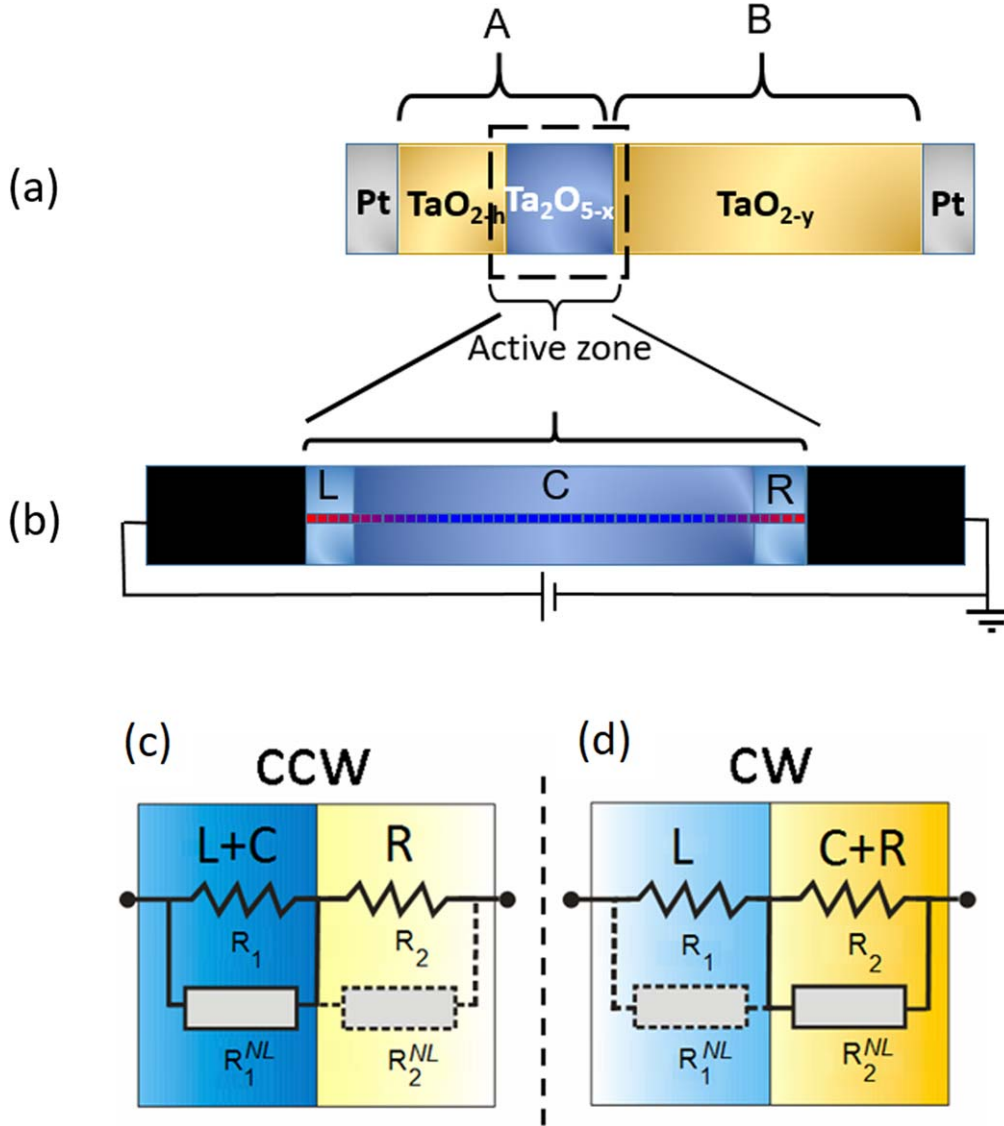 A B
(a)
Pt TaO₂₋ₕ Ta₂O₅₋ₓ TaO₂₋y Pt
Active zone
(b)
L C R
(c) (d)
CCW CW
L+C R L C+R
R₁ R₂ R₁ R₂
R₁ᴺᴸ R₂ᴺᴸ R₁ᴺᴸ R₂ᴺᴸ